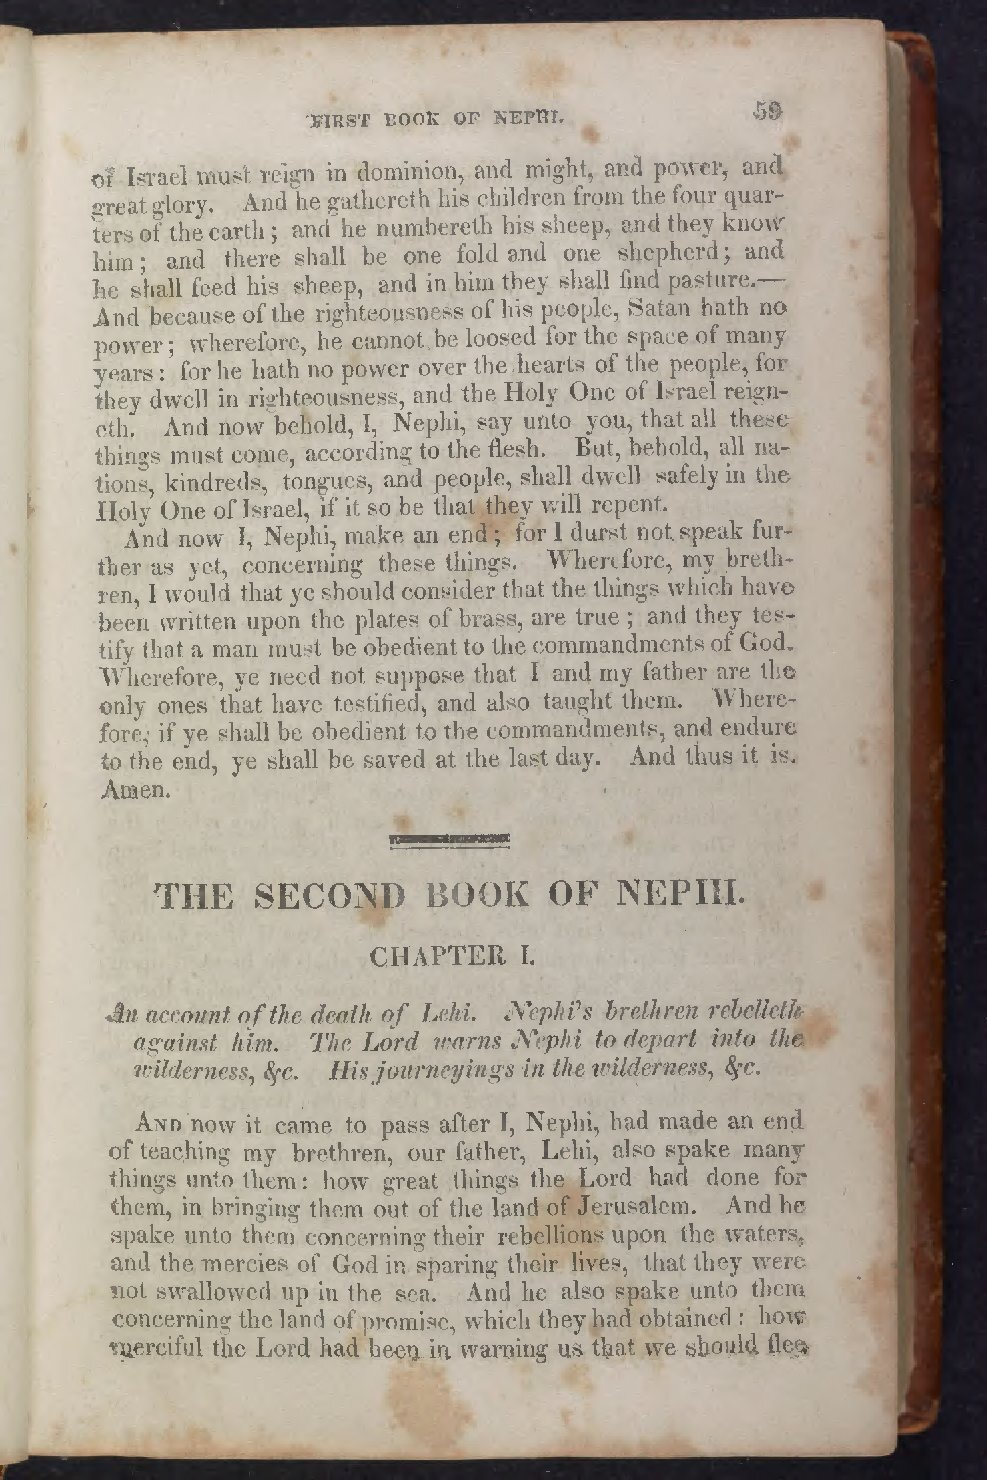 FIRST BOOK OF NEPHI. 59
of Israel must reign in dominion, and might, and power, and
great glory. And he gathereth his children from the four quar-
ters of the earth; and he numbereth his sheep, and they know
him; and there shall be one fold and one shepherd; and
he shall feed his sheep, and in him they shall find pasture.—
And because of the righteousness of his people, Satan hath no
power; wherefore, he cannot be loosed for the space of many
years: for he hath no power over the hearts of the people, for
they dwell in righteousness, and the Holy One of Israel reign-
eth. And now behold, I, Nephi, say unto you, that all these
things must come, according to the flesh. But, behold, all na-
tions, kindreds, tongues, and people, shall dwell safely in the
Holy One of Israel, if it so be that they will repent.
And now I, Nephi, make an end; for I durst not speak fur-
ther as yet, concerning these things. Wherefore, my breth-
ren, I would that ye should consider that the things which have
been written upon the plates of brass, are true; and they tes-
tify that a man must be obedient to the commandments of God.
Wherefore, ye need not suppose that I and my father are the
only ones that have testified, and also taught them. Where-
fore, if ye shall be obedient to the commandments, and endure
to the end, ye shall be saved at the last day. And thus it is.
Amen.
THE SECOND BOOK OF NEPHI.
CHAPTER I.
An account of the death of Lehi. Nephi's brethren rebelleth
against him. The Lord warns Nephi to depart into the
wilderness, &c. His journeyings in the wilderness, &c.
AND now it came to pass after I, Nephi, had made an end
of teaching my brethren, our father, Lehi, also spake many
things unto them: how great things the Lord had done for
them, in bringing them out of the land of Jerusalem. And he
spake unto them concerning their rebellions upon the waters,
and the mercies of God in sparing their lives, that they were
not swallowed up in the sea. And he also spake unto them
concerning the land of promise, which they had obtained: how
merciful the Lord had been in warning us that we should flee